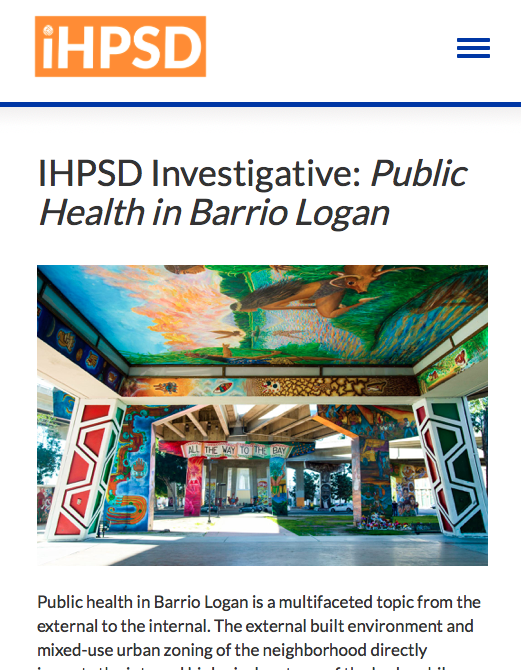 iHPSD
IHPSD Investigative: Public
Health in Barrio Logan
ALL THE WAY TO THE BAY
Public health in Barrio Logan is a multifaceted topic from the
external to the internal. The external built environment and
mixed-use urban zoning of the neighborhood directly